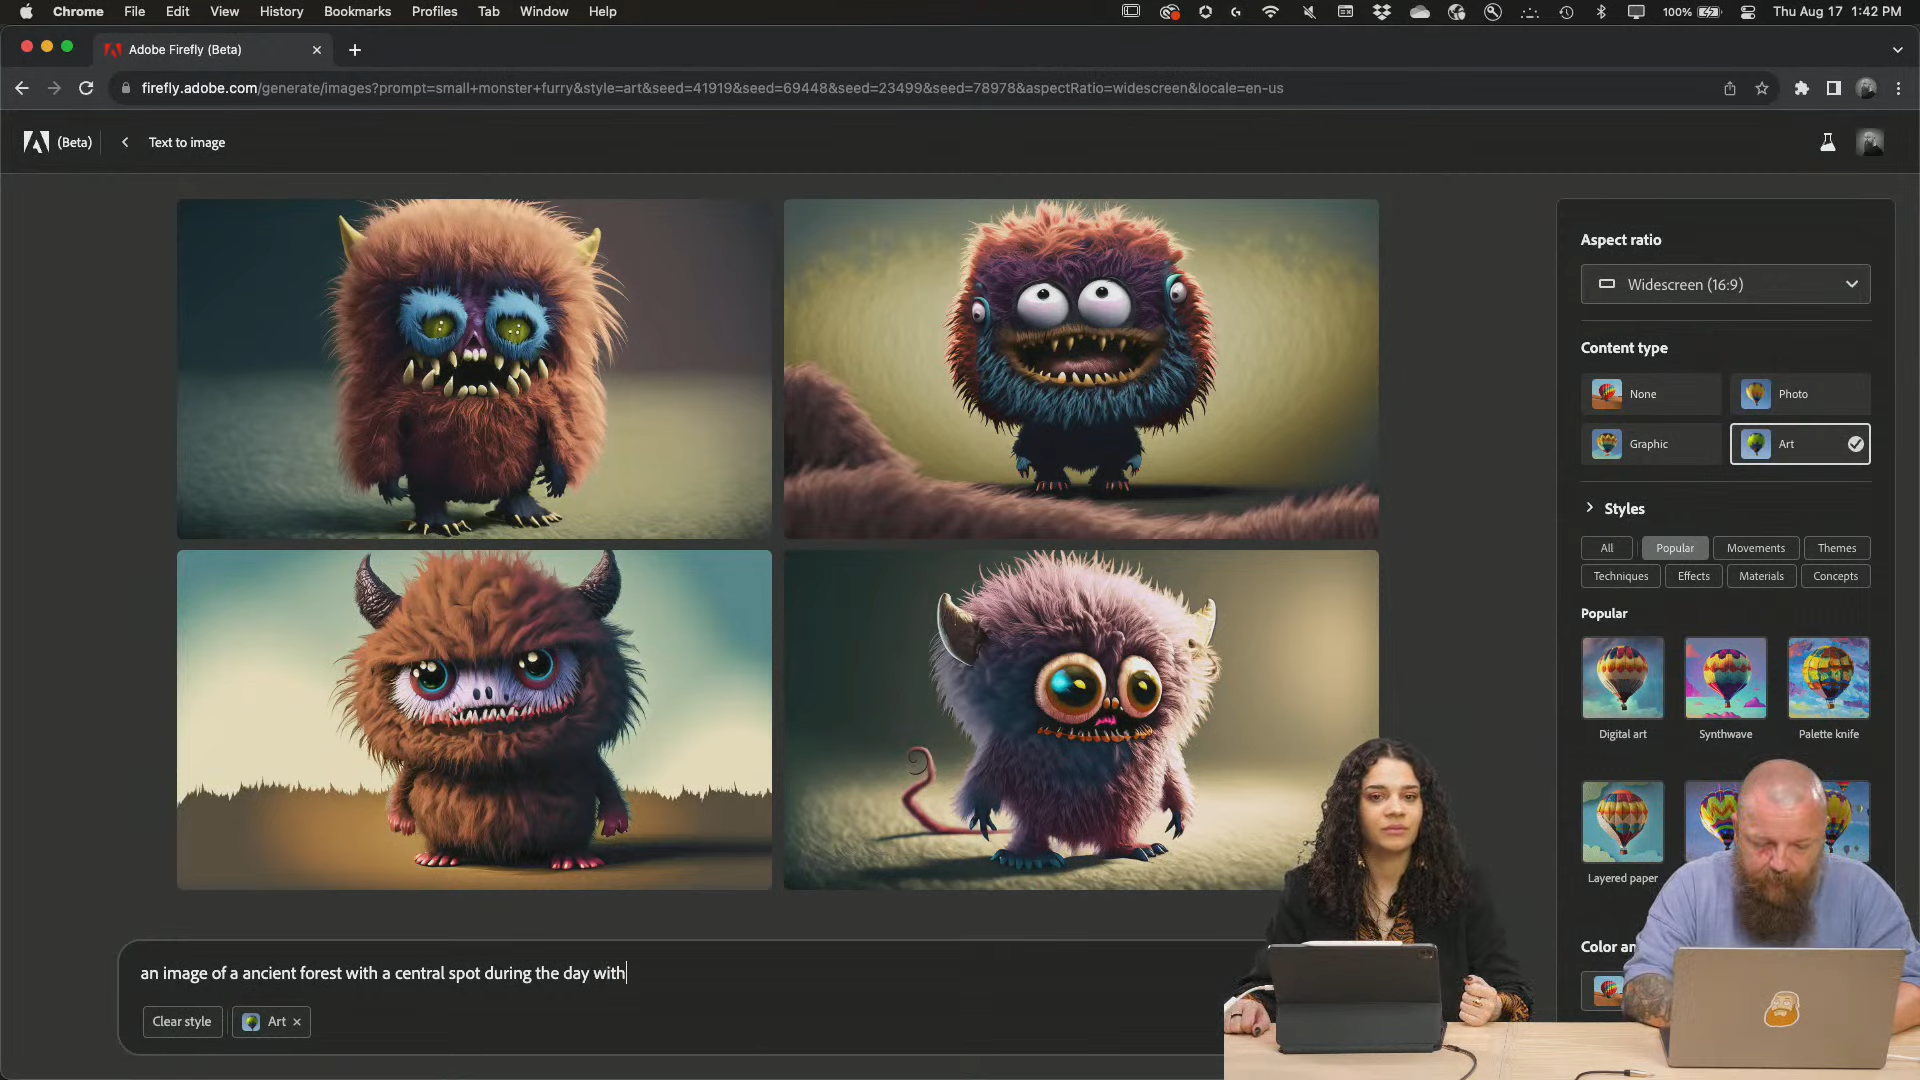 Chrome File Edit View History Bookmarks Profiles Tab Window Help
100% Thu Aug 17 1:42 PM
Adobe Firefly (Beta)
firefly.adobe.com/generate/images?prompt=small+monster+furry&style=art&seed=41919&seed=69448&seed=23499&seed=78978&aspectRatio=widescreen&locale=en-us
(Beta) Text to image
Aspect ratio
Widescreen (16:9)
Content type
None Photo
Graphic Art
Styles
All Popular Movements Themes
Techniques Effects Materials Concepts
Popular
Digital art Synthwave Palette knife
Layered paper
Color an
an image of a ancient forest with a central spot during the day with
Clear style Art